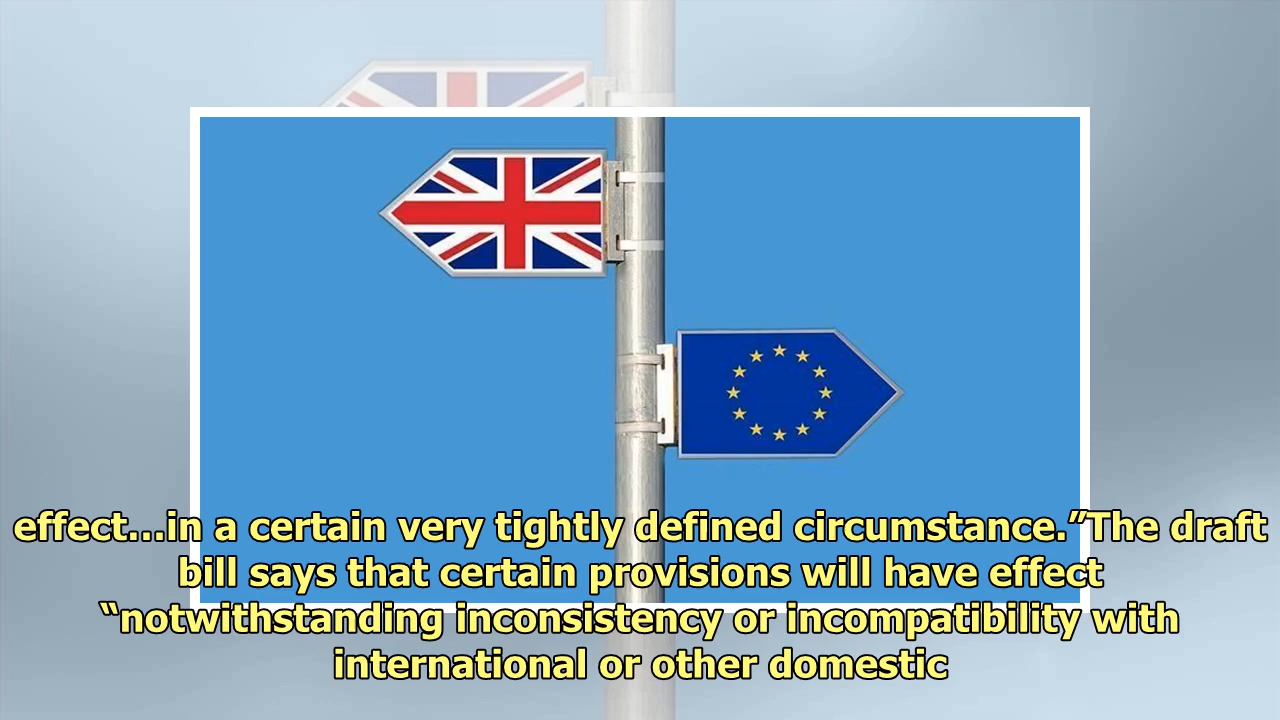 effect...in a certain very tightly defined circumstance.”The draft
bill says that certain provisions will have effect
“notwithstanding inconsistency or incompatibility with
international or other domestic